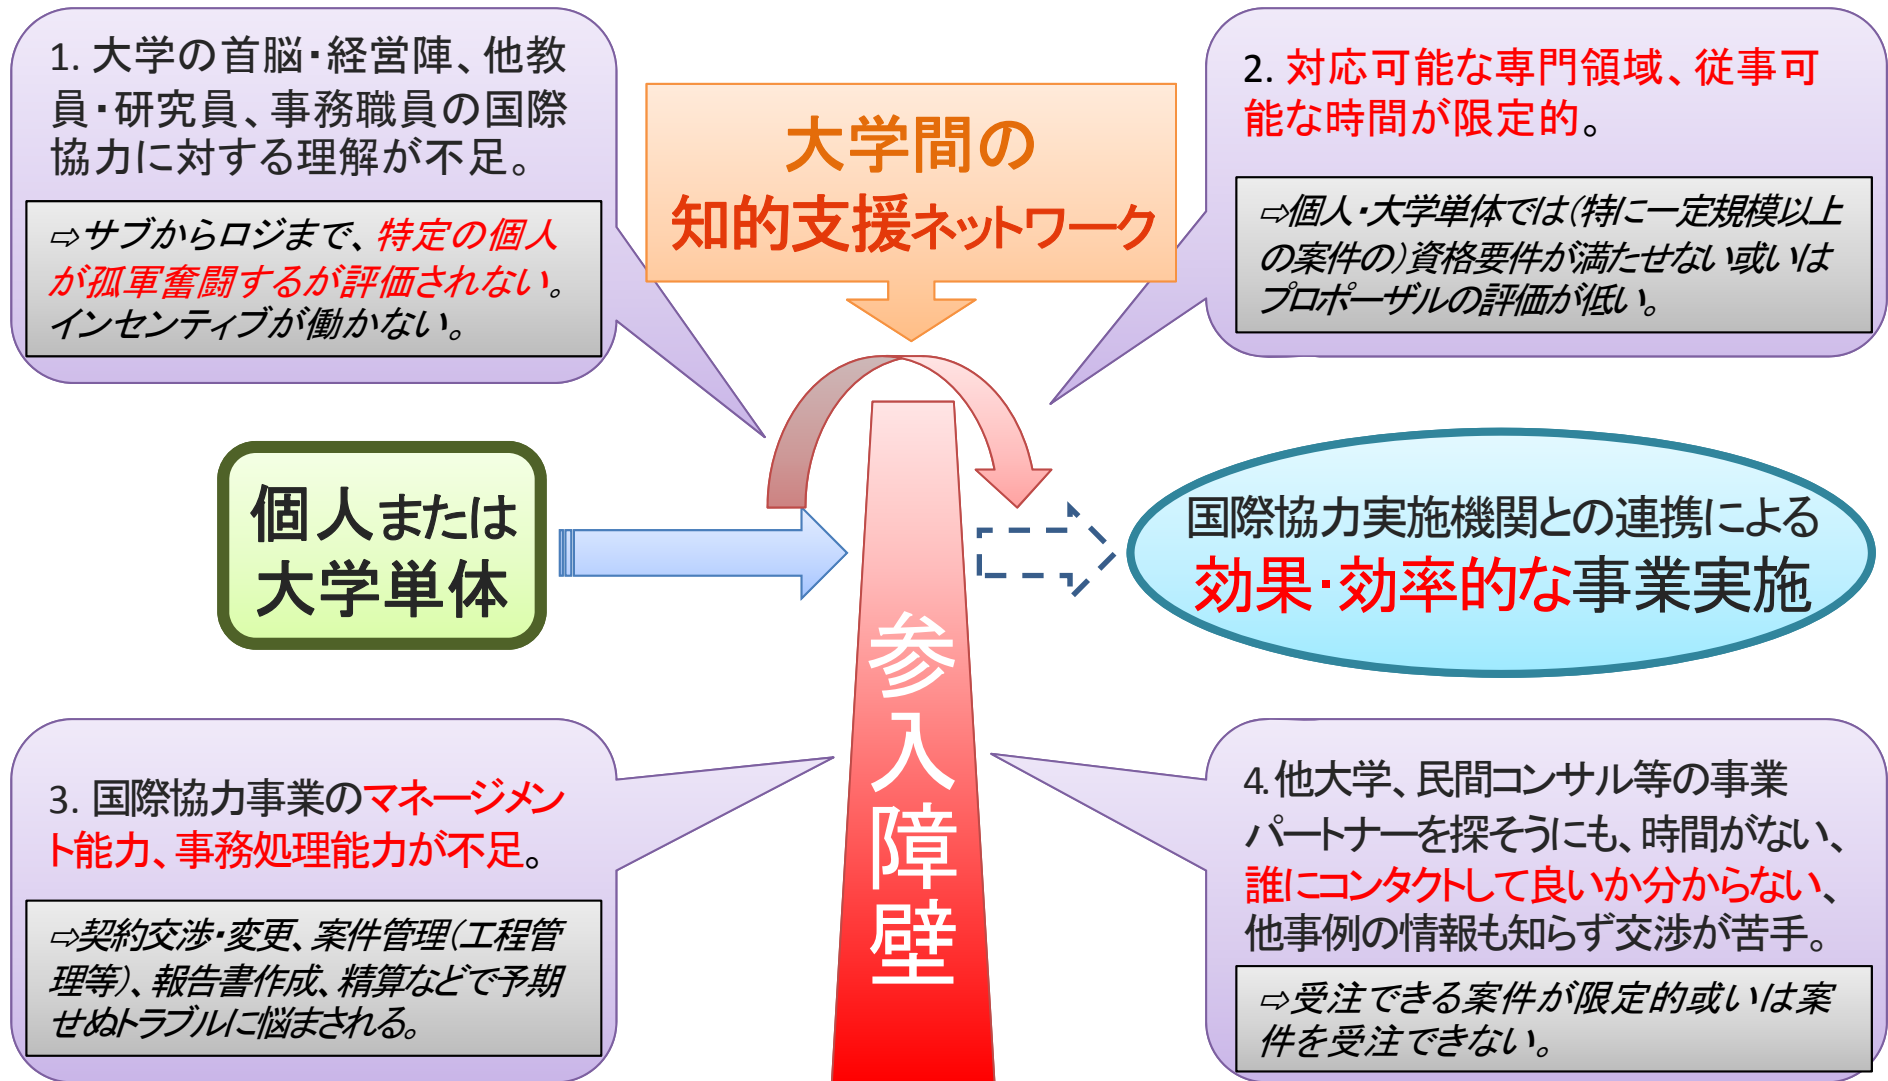 1. 大学の首脳・経営陣、他教
員・研究員、事務職員の国際
協力に対する理解が不足。
⇨サブからロジまで、特定の個人
が孤軍奮闘するが評価されない。
インセンティブが働かない。
大学間の
知的支援ネットワーク
2. 対応可能な専門領域、従事可
能な時間が限定的。
⇨個人・大学単体では(特に一定規模以上
の案件の)資格要件が満たせない或いは
プロポーザルの評価が低い。
個人または
大学単体
参入障壁
国際協力実施機関との連携による
効果・効率的な事業実施
3. 国際協力事業のマネージメン
ト能力、事務処理能力が不足。
⇨契約交渉・変更、案件管理(工程管
理等)、報告書作成、精算などで予期
せぬトラブルに悩まされる。
4. 他大学、民間コンサル等の事業
パートナーを探そうにも、時間がない、
誰にコンタクトして良いか分からない、
他事例の情報も知らず交渉が苦手。
⇨受注できる案件が限定的或いは案
件を受注できない。